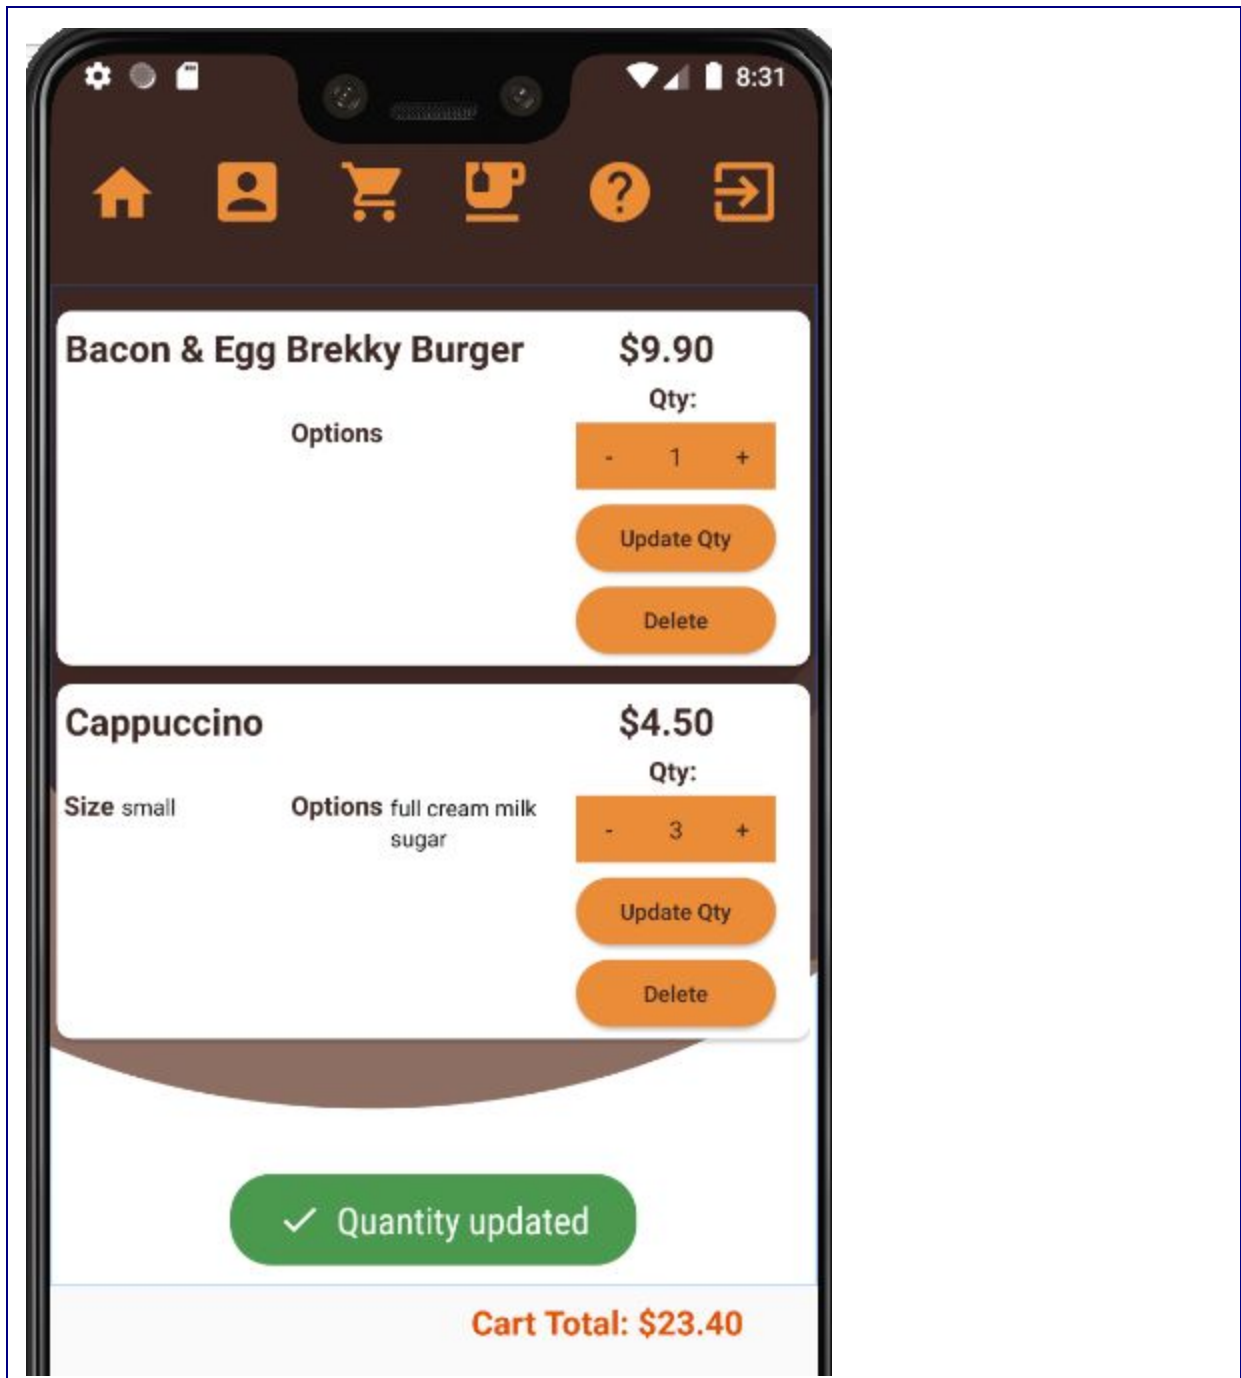 8:31
Bacon & Egg Brekky Burger $9.90
Qty:
Options
- 1 +
Update Qty
Delete
Cappuccino $4.50
Qty:
Size small Options full cream milk
sugar
- 3 +
Update Qty
Delete
Quantity updated
Cart Total: $23.40